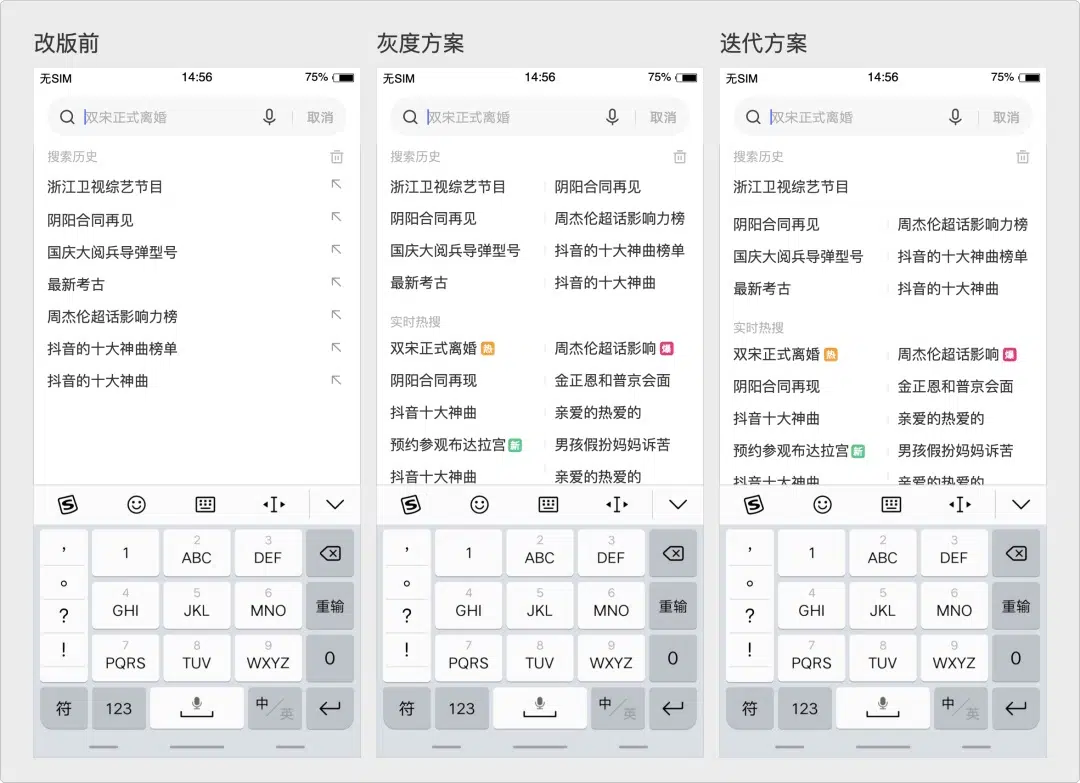 改版前
无SIM 14:56 75%
双宋正式离婚 取消
搜索历史
浙江卫视综艺节目
阴阳合同再见
国庆大阅兵导弹型号
最新考古
周杰伦超话影响力榜
抖音的十大神曲榜单
抖音的十大神曲
, 1 2 ABC 3 DEF
。 4 GHI 5 JKL 6 MNO 重输
? 7 PQRS 8 TUV 9 WXYZ 0
!
符 123 中/英
灰度方案
无SIM 14:56 75%
双宋正式离婚 取消
搜索历史
浙江卫视综艺节目 阴阳合同再见
阴阳合同再见 周杰伦超话影响力榜
国庆大阅兵导弹型号 抖音的十大神曲榜单
最新考古 抖音的十大神曲
实时热搜
双宋正式离婚 热 周杰伦超话影响 爆
阴阳合同再现 金正恩和普京会面
抖音十大神曲 亲爱的热爱的
预约参观布达拉宫 新 男孩假扮妈妈诉苦
抖音十大神曲 亲爱的热爱的
, 1 2 ABC 3 DEF
。 4 GHI 5 JKL 6 MNO 重输
? 7 PQRS 8 TUV 9 WXYZ 0
!
符 123 中/英
迭代方案
无SIM 14:56 75%
双宋正式离婚 取消
搜索历史
浙江卫视综艺节目
阴阳合同再见 周杰伦超话影响力榜
国庆大阅兵导弹型号 抖音的十大神曲榜单
最新考古 抖音的十大神曲
实时热搜
双宋正式离婚 热 周杰伦超话影响 爆
阴阳合同再现 金正恩和普京会面
抖音十大神曲 亲爱的热爱的
预约参观布达拉宫 新 男孩假扮妈妈诉苦
抖音十大神曲 亲爱的热爱的
, 1 2 ABC 3 DEF
。 4 GHI 5 JKL 6 MNO 重输
? 7 PQRS 8 TUV 9 WXYZ 0
!
符 123 中/英